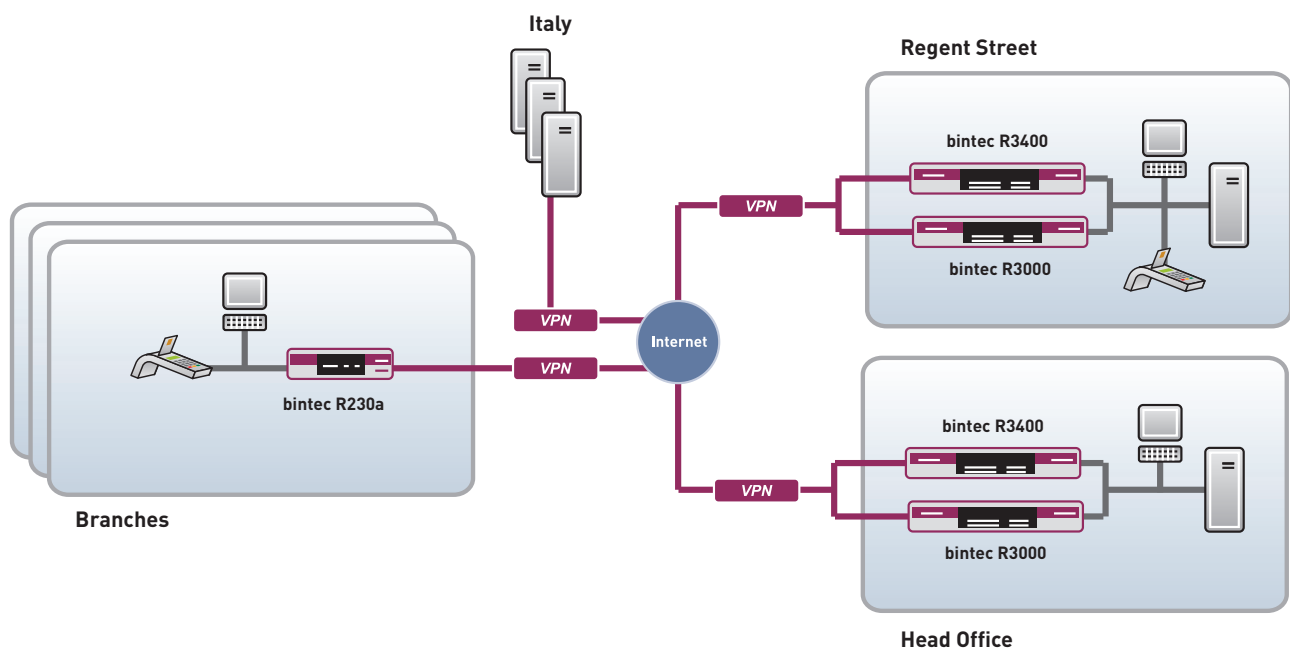 Italy
Regent Street
bintec R3400
VPN
bintec R3000
VPN
Internet
VPN
bintec R230a
Branches
bintec R3400
VPN
bintec R3000
Head Office